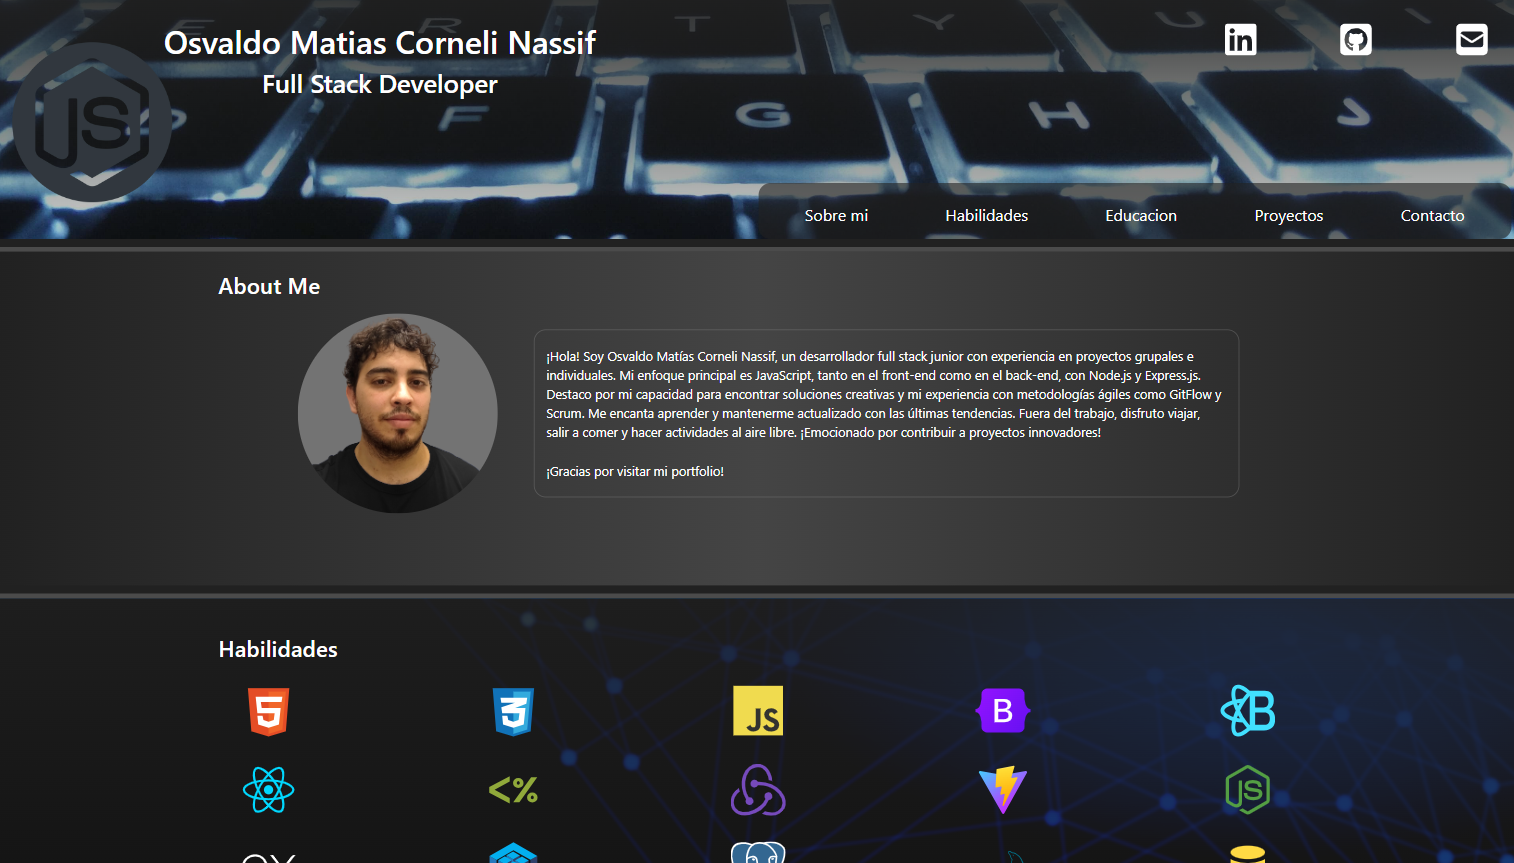 Osvaldo Matias Corneli Nassif
Full Stack Developer
R T Y U I
F G H J
JS
Sobre mi Habilidades Educacion Proyectos Contacto
About Me
¡Hola! Soy Osvaldo Matías Corneli Nassif, un desarrollador full stack junior con experiencia en proyectos grupales e
individuales. Mi enfoque principal es JavaScript, tanto en el front-end como en el back-end, con Node.js y Express.js.
Destaco por mi capacidad para encontrar soluciones creativas y mi experiencia con metodologías ágiles como GitFlow y
Scrum. Me encanta aprender y mantenerme actualizado con las últimas tendencias. Fuera del trabajo, disfruto viajar,
salir a comer y hacer actividades al aire libre. ¡Emocionado por contribuir a proyectos innovadores!
¡Gracias por visitar mi portfolio!
Habilidades
5 3 JS B B
<% JS